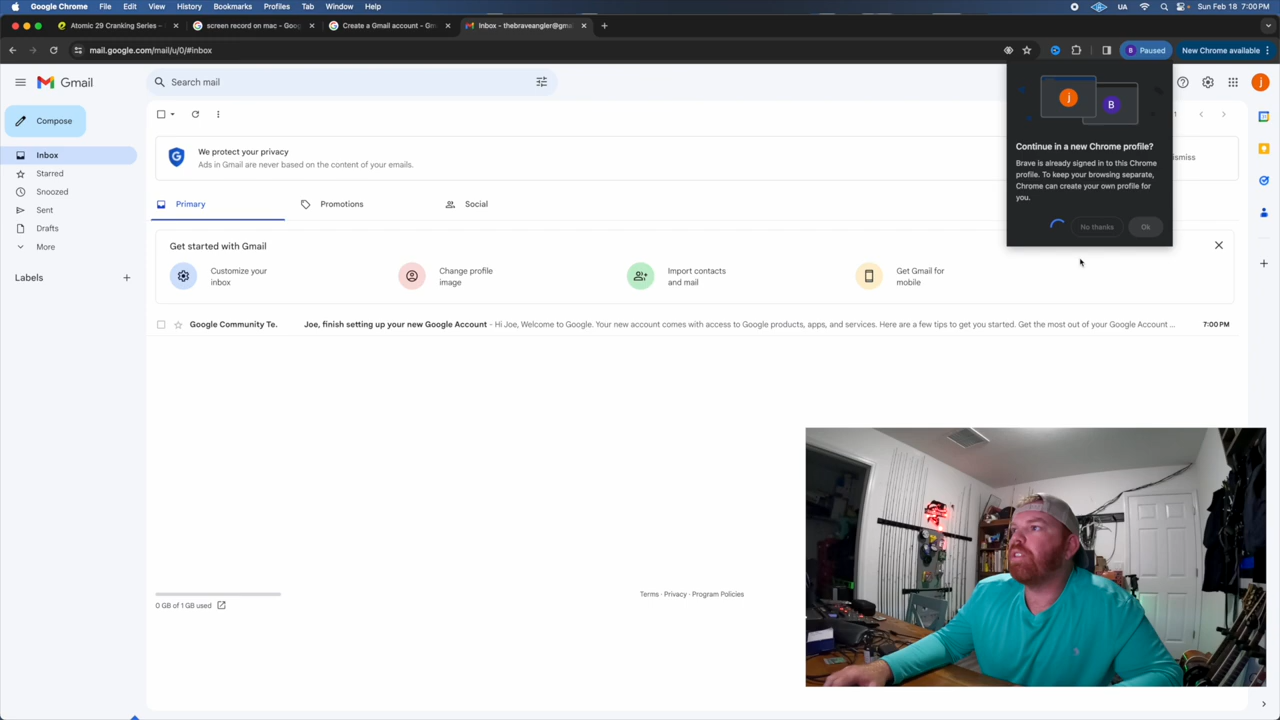 Google Chrome File Edit View History Bookmarks Profiles Tab Window Help UA Sun Feb 18 7:00 PM
Atomic 29 Cranking Series - screen record on mac - Goog Create a Gmail account - Gm Inbox - thebraveangler@gma
mail.google.com/mail/u/0/#inbox B Paused New Chrome available
Gmail Search mail j
Compose
Inbox
Starred
Snoozed
Sent
Drafts
More
Labels
We protect your privacy
Ads in Gmail are never based on the content of your emails.
Primary Promotions Social
Get started with Gmail
Customize your
inbox
Change profile
image
Import contacts
and mail
Get Gmail for
mobile
Google Community Te. Joe, finish setting up your new Google Account - Hi Joe, Welcome to Google. Your new account comes with access to Google products, apps, and services. Here are a few tips to get you started. Get the most out of your Google Account ... 7:00 PM
0 GB of 1 GB used
Terms · Privacy · Program Policies
j B
Continue in a new Chrome profile?
Brave is already signed in to this Chrome
profile. To keep your browsing separate,
Chrome can create your own profile for
you.
No thanks Ok